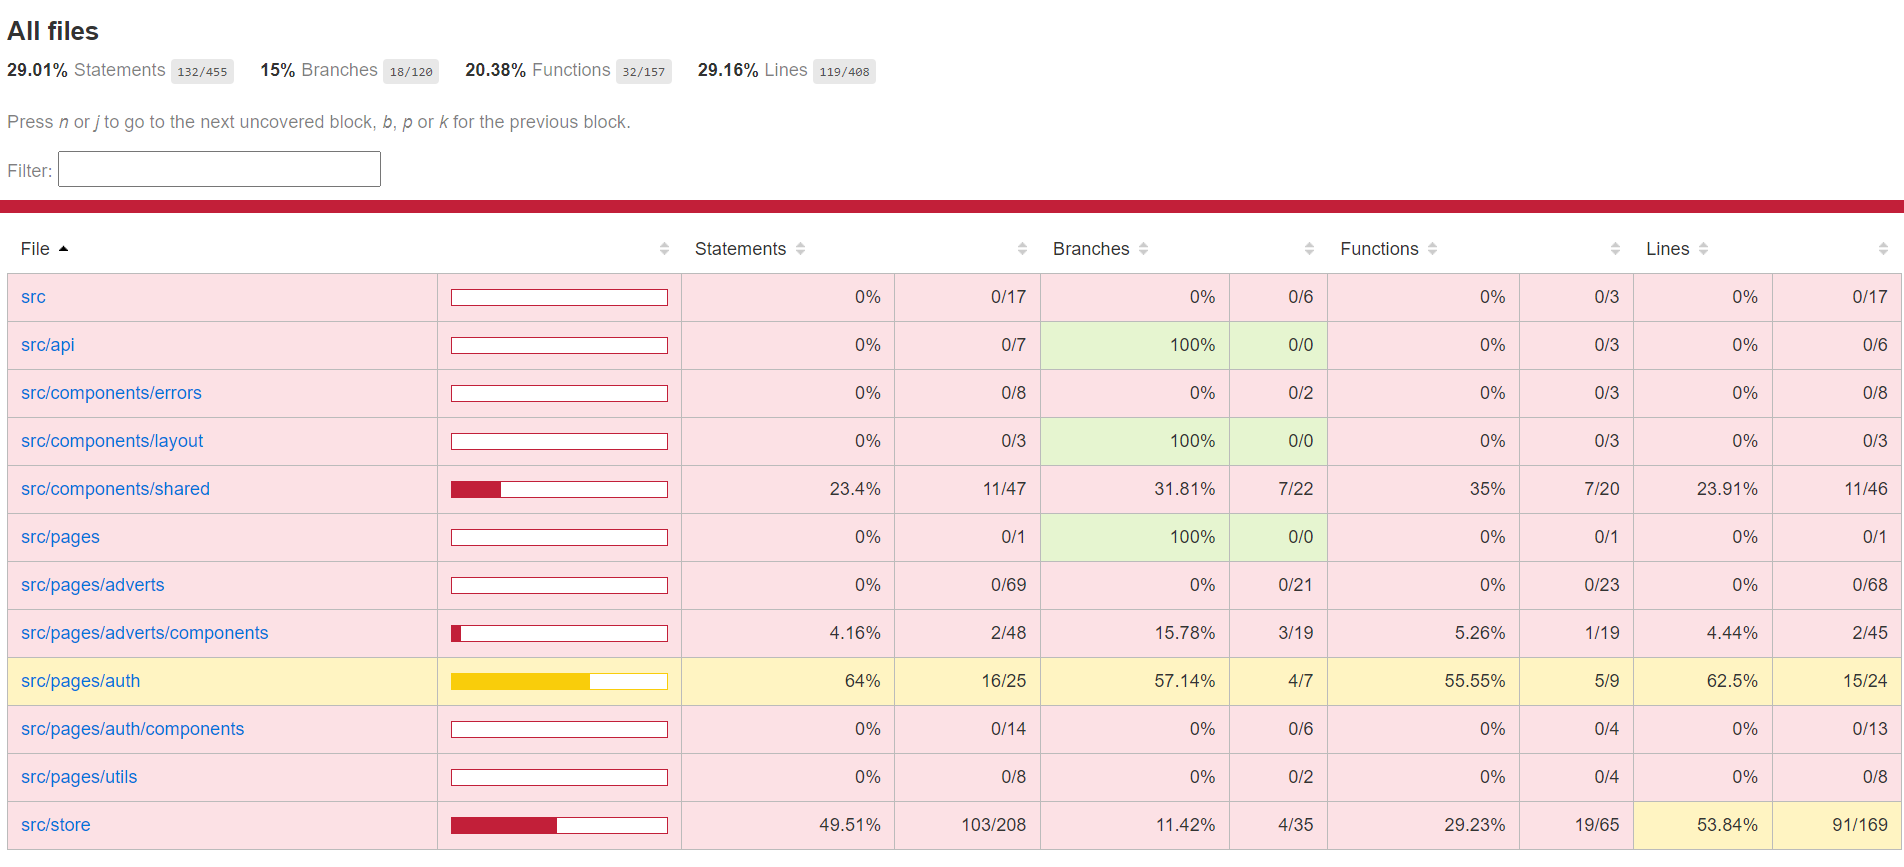 All files
29.01% Statements 132/455 15% Branches 18/120 20.38% Functions 32/157 29.16% Lines 119/408
Press n or j to go to the next uncovered block, b, p or k for the previous block.
Filter:
File Statements Branches Functions Lines
src 0% 0/17 0% 0/6 0% 0/3 0% 0/17
src/api 0% 0/7 100% 0/0 0% 0/3 0% 0/6
src/components/errors 0% 0/8 0% 0/2 0% 0/3 0% 0/8
src/components/layout 0% 0/3 100% 0/0 0% 0/3 0% 0/3
src/components/shared 23.4% 11/47 31.81% 7/22 35% 7/20 23.91% 11/46
src/pages 0% 0/1 100% 0/0 0% 0/1 0% 0/1
src/pages/adverts 0% 0/69 0% 0/21 0% 0/23 0% 0/68
src/pages/adverts/components 4.16% 2/48 15.78% 3/19 5.26% 1/19 4.44% 2/45
src/pages/auth 64% 16/25 57.14% 4/7 55.55% 5/9 62.5% 15/24
src/pages/auth/components 0% 0/14 0% 0/6 0% 0/4 0% 0/13
src/pages/utils 0% 0/8 0% 0/2 0% 0/4 0% 0/8
src/store 49.51% 103/208 11.42% 4/35 29.23% 19/65 53.84% 91/169